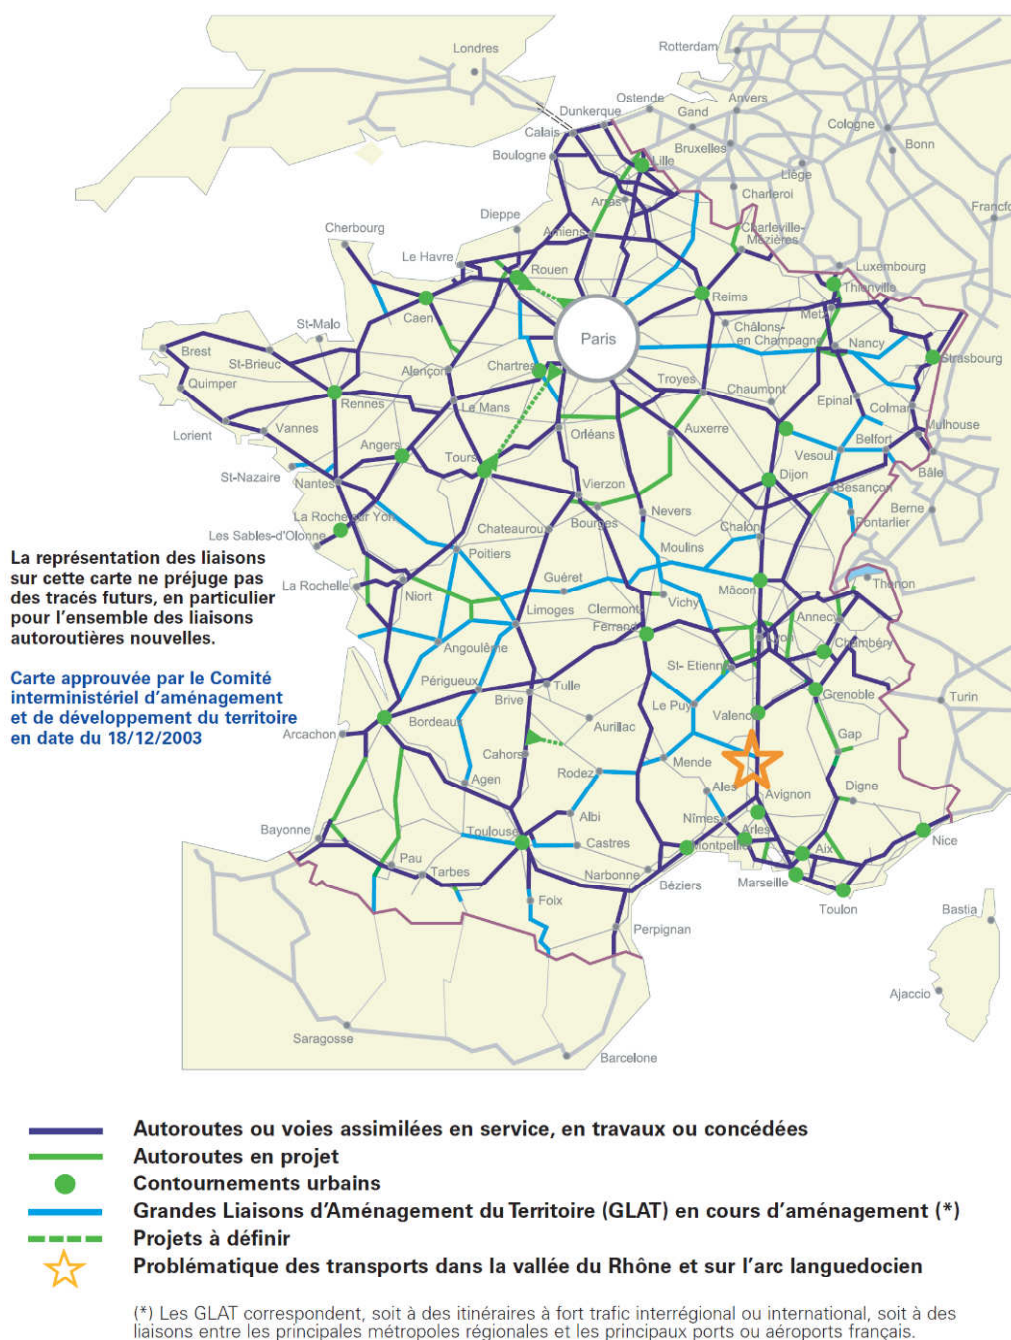 Londres
Rotterdam
Ostende
Dunkerque
Gand
Anvers
Calais
Cologne
Bruxelles
Bonn
Boulogne
Lille
Liège
Charleroi
Francfo
Arras
Dieppe
Cherbourg
Amiens
Charleville-
Mézières
Le Havre
Rouen
Luxembourg
Thionville
Reims
Caen
Metz
St-Malo
Châlons-
en Champagne
Paris
Nancy
Brest
St-Brieuc
Strasbourg
Alençon
Chartres
Quimper
Troyes
Chaumont
Epinal
Colmar
Rennes
Le Mans
Lorient
Vannes
Orléans
Auxerre
Mulhouse
Angers
Belfort
Tours
Vesoul
St-Nazaire
Dijon
Bâle
Nantes
Vierzon
Besançon
La Roche sur Yon
Nevers
Berne
Bourges
Chalon
Pontarlier
Les Sables-d'Olonne
Chateauroux
Moulins
Poitiers
La Rochelle
Guéret
Thonon
Niort
Mâcon
Limoges
Clermont-
Ferrand
Vichy
Annecy
Lyon
Chambéry
Angoulême
St- Etienne
Périgueux
Tulle
Grenoble
Brive
Le Puy
Turin
Bordeaux
Valence
Arcachon
Aurillac
Gap
Cahors
Mende
Rodez
Agen
Ales
Avignon
Digne
Albi
Nîmes
Bayonne
Toulouse
Arles
Castres
Montpellier
Aix
Nice
Pau
Tarbes
Narbonne
Béziers
Marseille
Foix
Toulon
Bastia
Perpignan
Ajaccio
Saragosse
Barcelone
La représentation des liaisons
sur cette carte ne préjuge pas
des tracés futurs, en particulier
pour l'ensemble des liaisons
autoroutières nouvelles.
Carte approuvée par le Comité
interministériel d'aménagement
et de développement du territoire
en date du 18/12/2003
Autoroutes ou voies assimilées en service, en travaux ou concédées
Autoroutes en projet
Contournements urbains
Grandes Liaisons d'Aménagement du Territoire (GLAT) en cours d'aménagement (*)
Projets à définir
Problématique des transports dans la vallée du Rhône et sur l'arc languedocien
(*) Les GLAT correspondent, soit à des itinéraires à fort trafic interrégional ou international, soit à des
liaisons entre les principales métropoles régionales et les principaux ports ou aéroports français.